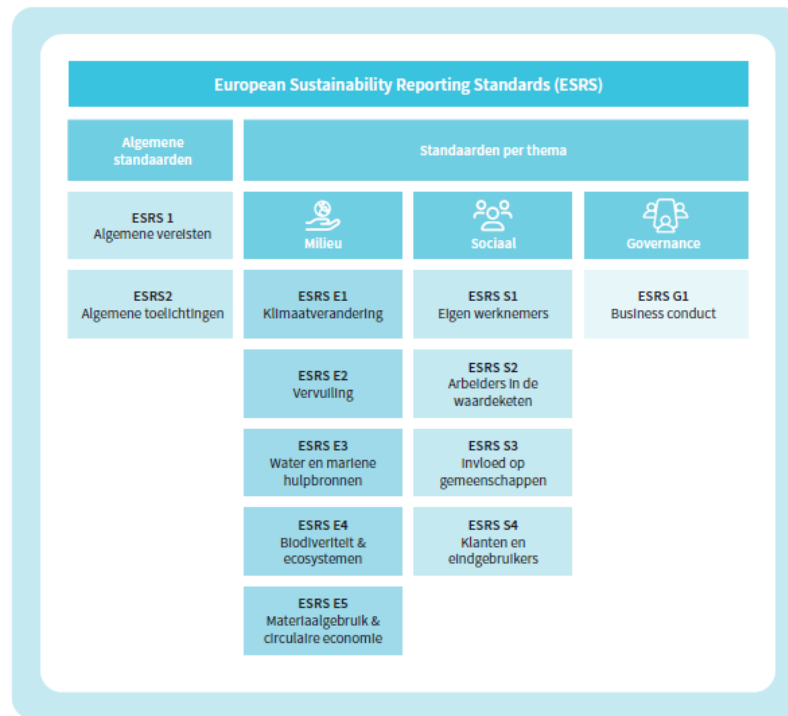 European Sustainability Reporting Standards (ESRS)
Algemene
standaarden
Standaarden per thema
ESRS 1
Algemene vereisten
ESRS2
Algemene toelichtingen
Milieu
ESRS E1
Klimaatverandering
ESRS E2
Vervuiling
ESRS E3
Water en mariene
hulpbronnen
ESRS E4
Biodiveriteit &
ecosystemen
ESRS E5
Materiaalgebruik &
circulaire economie
Sociaal
ESRS S1
Eigen werknemers
ESRS S2
Arbeiders in de
waardeketen
ESRS S3
Invloed op
gemeenschappen
ESRS S4
Klanten en
eindgebruikers
Governance
ESRS G1
Business conduct